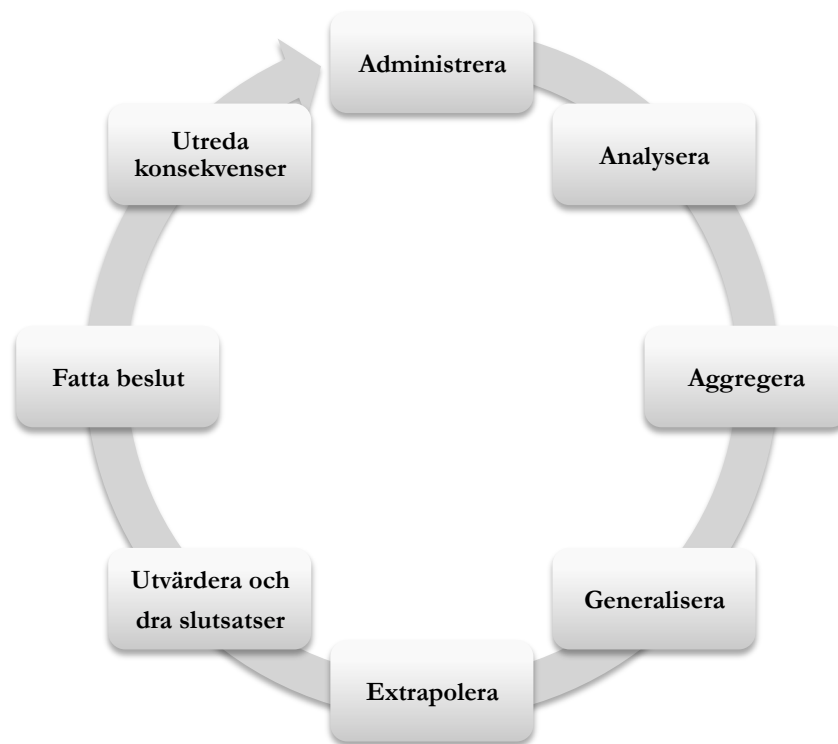 Administrera
Analysera
Aggregera
Generalisera
Extrapolera
Utvärdera och
dra slutsatser
Fatta beslut
Utreda
konsekvenser